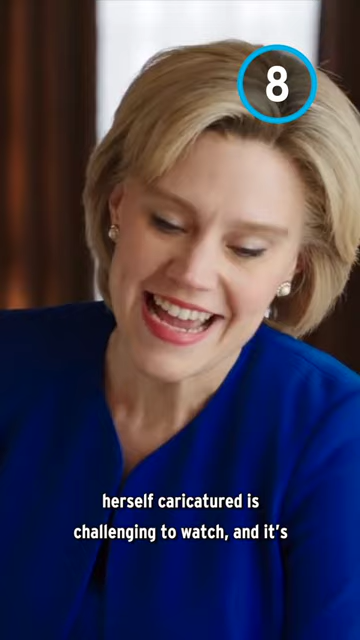 8
herself caricatured is
challenging to watch, and it's